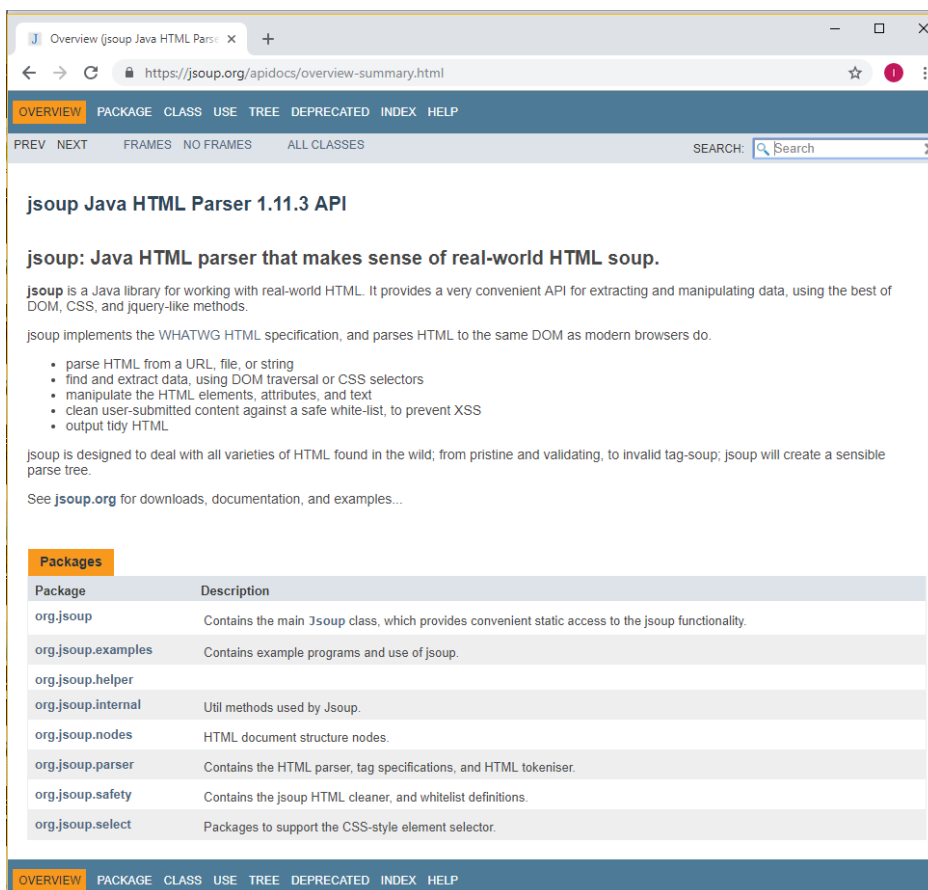 J Overview (jsoup Java HTML Parse
https://jsoup.org/apidocs/overview-summary.html
I
OVERVIEW PACKAGE CLASS USE TREE DEPRECATED INDEX HELP
PREV NEXT FRAMES NO FRAMES ALL CLASSES SEARCH: Search
jsoup Java HTML Parser 1.11.3 API
jsoup: Java HTML parser that makes sense of real-world HTML soup.
jsoup is a Java library for working with real-world HTML. It provides a very convenient API for extracting and manipulating data, using the best of
DOM, CSS, and jquery-like methods.
jsoup implements the WHATWG HTML specification, and parses HTML to the same DOM as modern browsers do.
• parse HTML from a URL, file, or string
• find and extract data, using DOM traversal or CSS selectors
• manipulate the HTML elements, attributes, and text
• clean user-submitted content against a safe white-list, to prevent XSS
• output tidy HTML
jsoup is designed to deal with all varieties of HTML found in the wild; from pristine and validating, to invalid tag-soup; jsoup will create a sensible
parse tree.
See jsoup.org for downloads, documentation, and examples...
Packages
Package Description
org.jsoup Contains the main Jsoup class, which provides convenient static access to the jsoup functionality.
org.jsoup.examples Contains example programs and use of jsoup.
org.jsoup.helper
org.jsoup.internal Util methods used by Jsoup.
org.jsoup.nodes HTML document structure nodes.
org.jsoup.parser Contains the HTML parser, tag specifications, and HTML tokeniser.
org.jsoup.safety Contains the jsoup HTML cleaner, and whitelist definitions.
org.jsoup.select Packages to support the CSS-style element selector.
OVERVIEW PACKAGE CLASS USE TREE DEPRECATED INDEX HELP